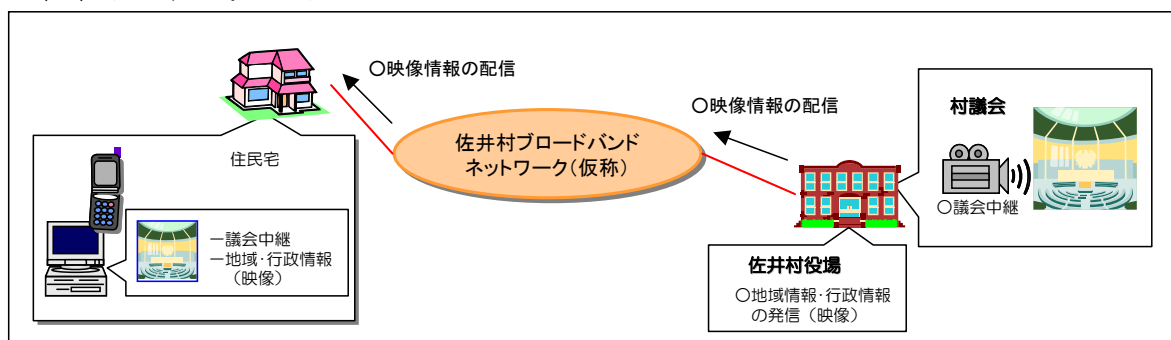 ○映像情報の配信
○映像情報の配信
村議会
佐井村ブロードバンド
ネットワーク(仮称)
住民宅
○議会中継
－議会中継
－地域・行政情報
(映像)
佐井村役場
○地域情報・行政情報
の発信(映像)